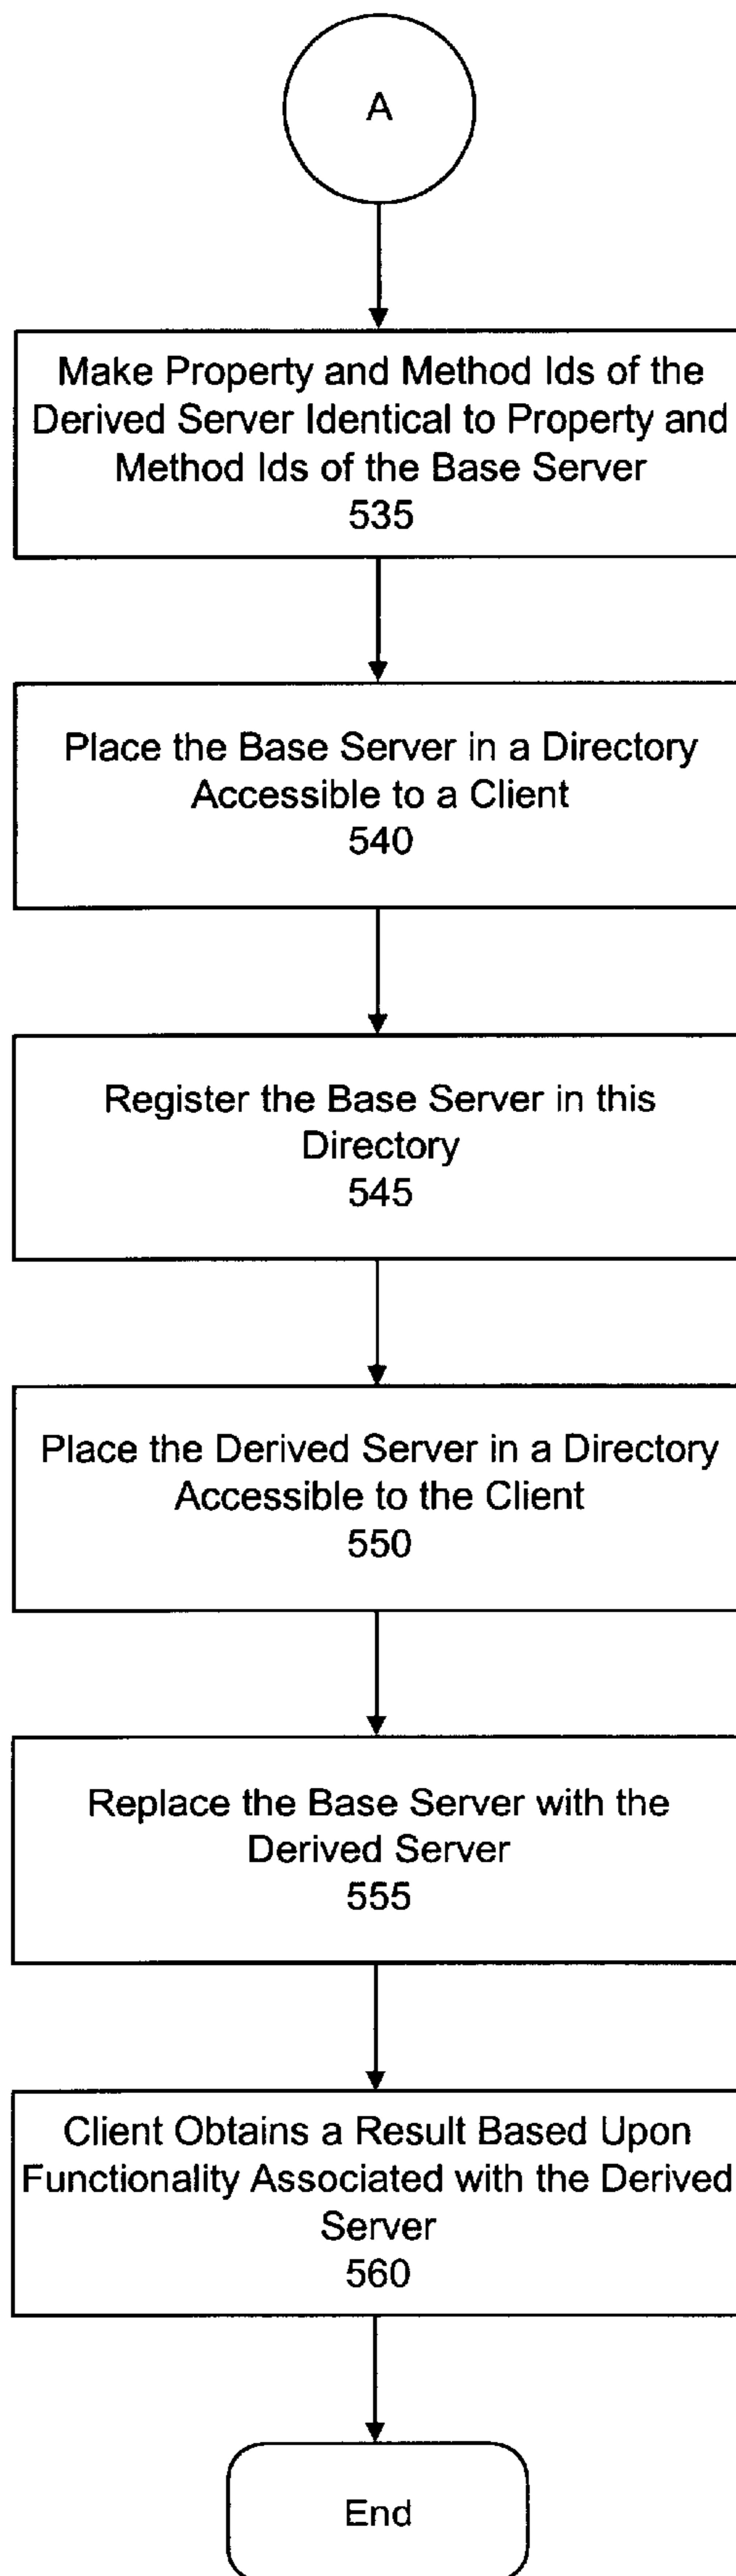 A
Make Property and Method Ids of the
Derived Server Identical to Property and
Method Ids of the Base Server
535
Place the Base Server in a Directory
Accessible to a Client
540
Register the Base Server in this
Directory
545
Place the Derived Server in a Directory
Accessible to the Client
550
Replace the Base Server with the
Derived Server
555
Client Obtains a Result Based Upon
Functionality Associated with the Derived
Server
560
End